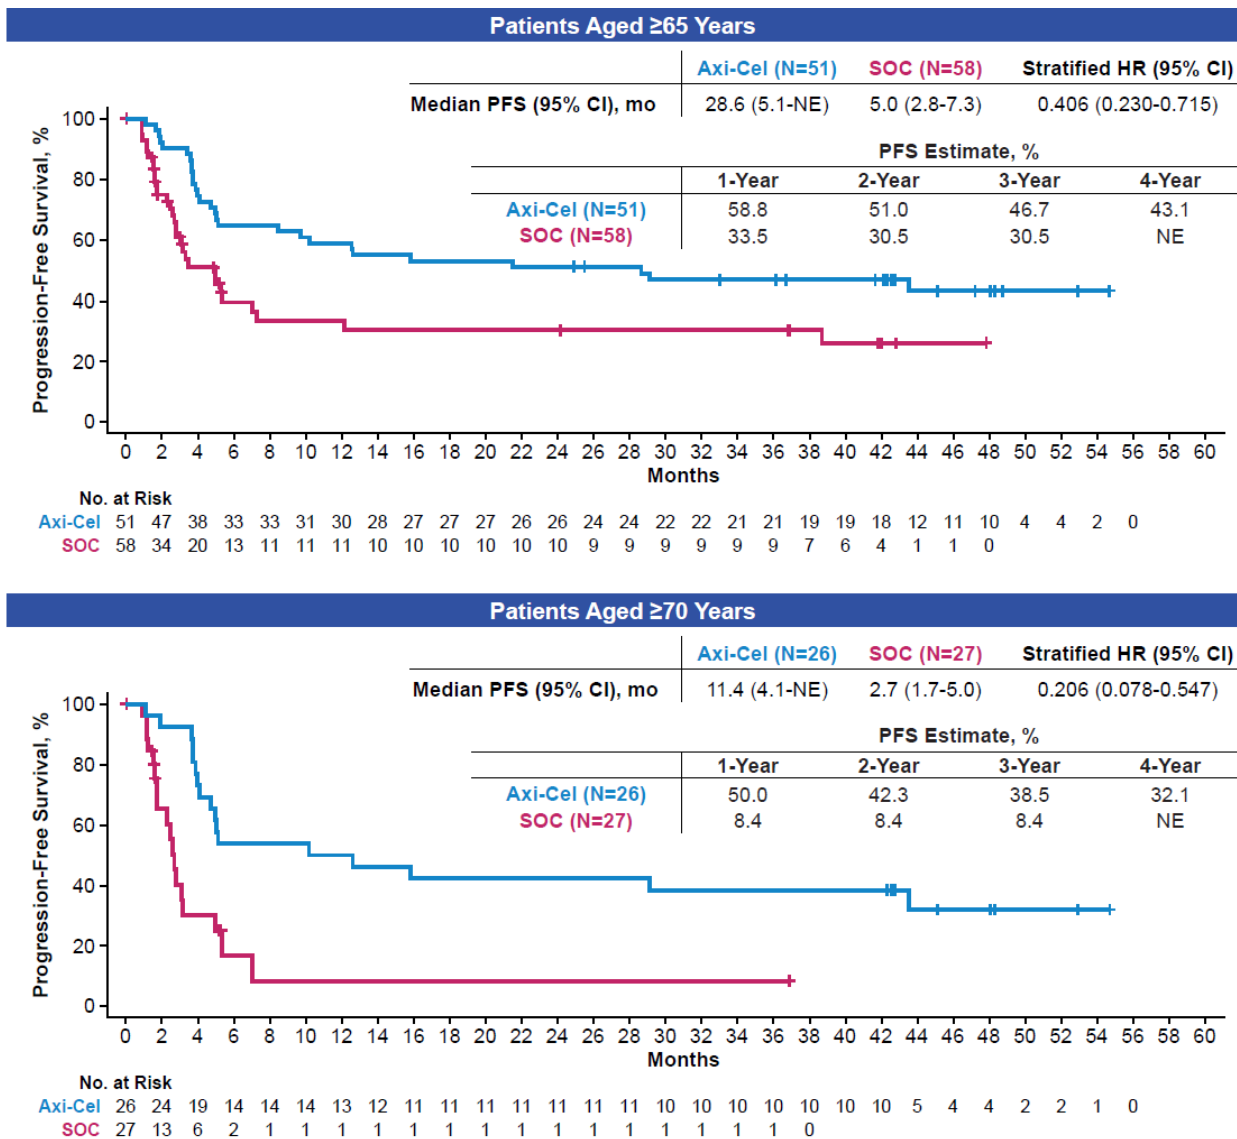 Patients Aged ≥65 Years
Axi-Cel (N=51) SOC (N=58) Stratified HR (95% CI)
Median PFS (95% CI), mo 28.6 (5.1-NE) 5.0 (2.8-7.3) 0.406 (0.230-0.715)
PFS Estimate, %
1-Year 2-Year 3-Year 4-Year
Axi-Cel (N=51) 58.8 51.0 46.7 43.1
SOC (N=58) 33.5 30.5 30.5 NE
Progression-Free Survival, %
100
80
60
40
20
0
0 2 4 6 8 10 12 14 16 18 20 22 24 26 28 30 32 34 36 38 40 42 44 46 48 50 52 54 56 58 60
Months
No. at Risk
Axi-Cel 51 47 38 33 33 31 30 28 27 27 27 26 26 24 24 22 22 21 21 19 19 18 12 11 10 4 4 2 0
SOC 58 34 20 13 11 11 11 10 10 10 10 10 10 9 9 9 9 9 9 7 6 4 1 1 0
Patients Aged ≥70 Years
Axi-Cel (N=26) SOC (N=27) Stratified HR (95% CI)
Median PFS (95% CI), mo 11.4 (4.1-NE) 2.7 (1.7-5.0) 0.206 (0.078-0.547)
PFS Estimate, %
1-Year 2-Year 3-Year 4-Year
Axi-Cel (N=26) 50.0 42.3 38.5 32.1
SOC (N=27) 8.4 8.4 8.4 NE
Progression-Free Survival, %
100
80
60
40
20
0
0 2 4 6 8 10 12 14 16 18 20 22 24 26 28 30 32 34 36 38 40 42 44 46 48 50 52 54 56 58 60
Months
No. at Risk
Axi-Cel 26 24 19 14 14 14 13 12 11 11 11 11 11 11 11 10 10 10 10 10 10 10 5 4 4 2 2 1 0
SOC 27 13 6 2 1 1 1 1 1 1 1 1 1 1 1 1 1 1 1 0